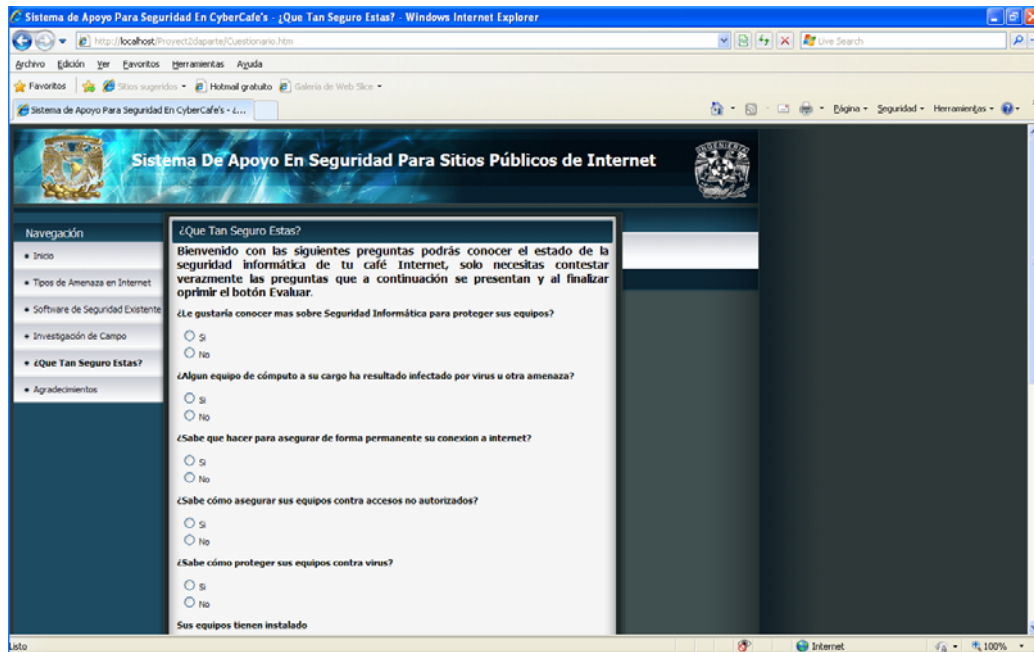 Sistema de Apoyo Para Seguridad En CyberCafe's - ¿Que Tan Seguro Estas? - Windows Internet Explorer
http://localhost/Proyect2daparte/Cuestionario.htm
Live Search
Archivo Edición Ver Favoritos Herramientas Ayuda
Favoritos Sitios sugeridos Hotmail gratuito Galería de Web Slice
Sistema de Apoyo Para Seguridad En CyberCafe's - ¿...
Página Seguridad Herramientas
Sistema De Apoyo En Seguridad Para Sitios Públicos de Internet
INGENIERIA
Navegación
Inicio
Tipos de Amenaza en Internet
Software de Seguridad Existente
Investigación de Campo
¿Que Tan Seguro Estas?
Agradecimientos
¿Que Tan Seguro Estas?
Bienvenido con las siguientes preguntas podrás conocer el estado de la
seguridad informática de tu café Internet, solo necesitas contestar
verazmente las preguntas que a continuación se presentan y al finalizar
oprimir el botón Evaluar.
¿Le gustaría conocer mas sobre Seguridad Informática para proteger sus equipos?
Si
No
¿Algun equipo de cómputo a su cargo ha resultado infectado por virus u otra amenaza?
Si
No
¿Sabe que hacer para asegurar de forma permanente su conexion a internet?
Si
No
¿Sabe cómo asegurar sus equipos contra accesos no autorizados?
Si
No
¿Sabe cómo proteger sus equipos contra virus?
Si
No
Sus equipos tienen instalado
Listo
Internet
100%